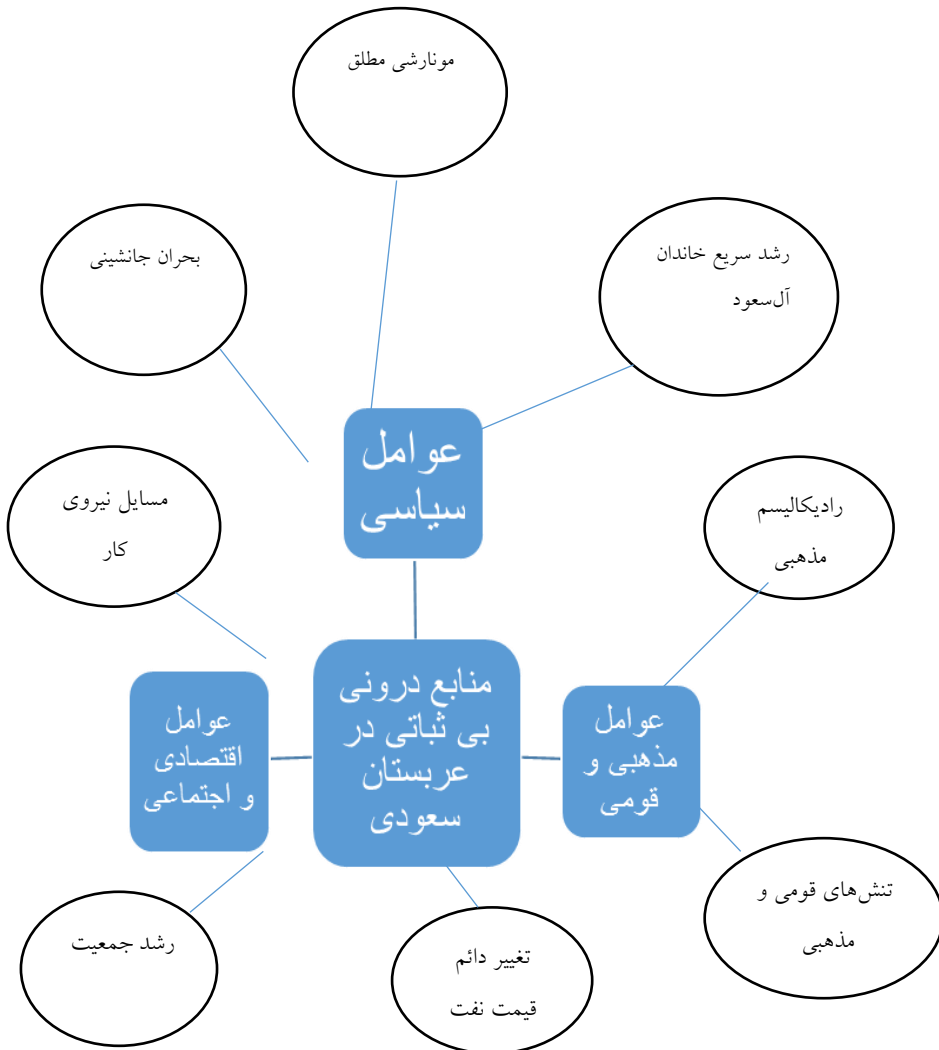 مونارشی مطلق
رشد سریع خاندان
آل‌سعود
بحران جانشینی
عوامل
سیاسی
مسایل نیروی
کار
رادیکالیسم
مذهبی
منابع درونی
بی ثباتی در
عربستان
سعودی
عوامل
مذهبی و
قومی
عوامل
اقتصادی
و اجتماعی
تنش‌های قومی و
مذهبی
رشد جمعیت
تغییر دائم
قیمت نفت